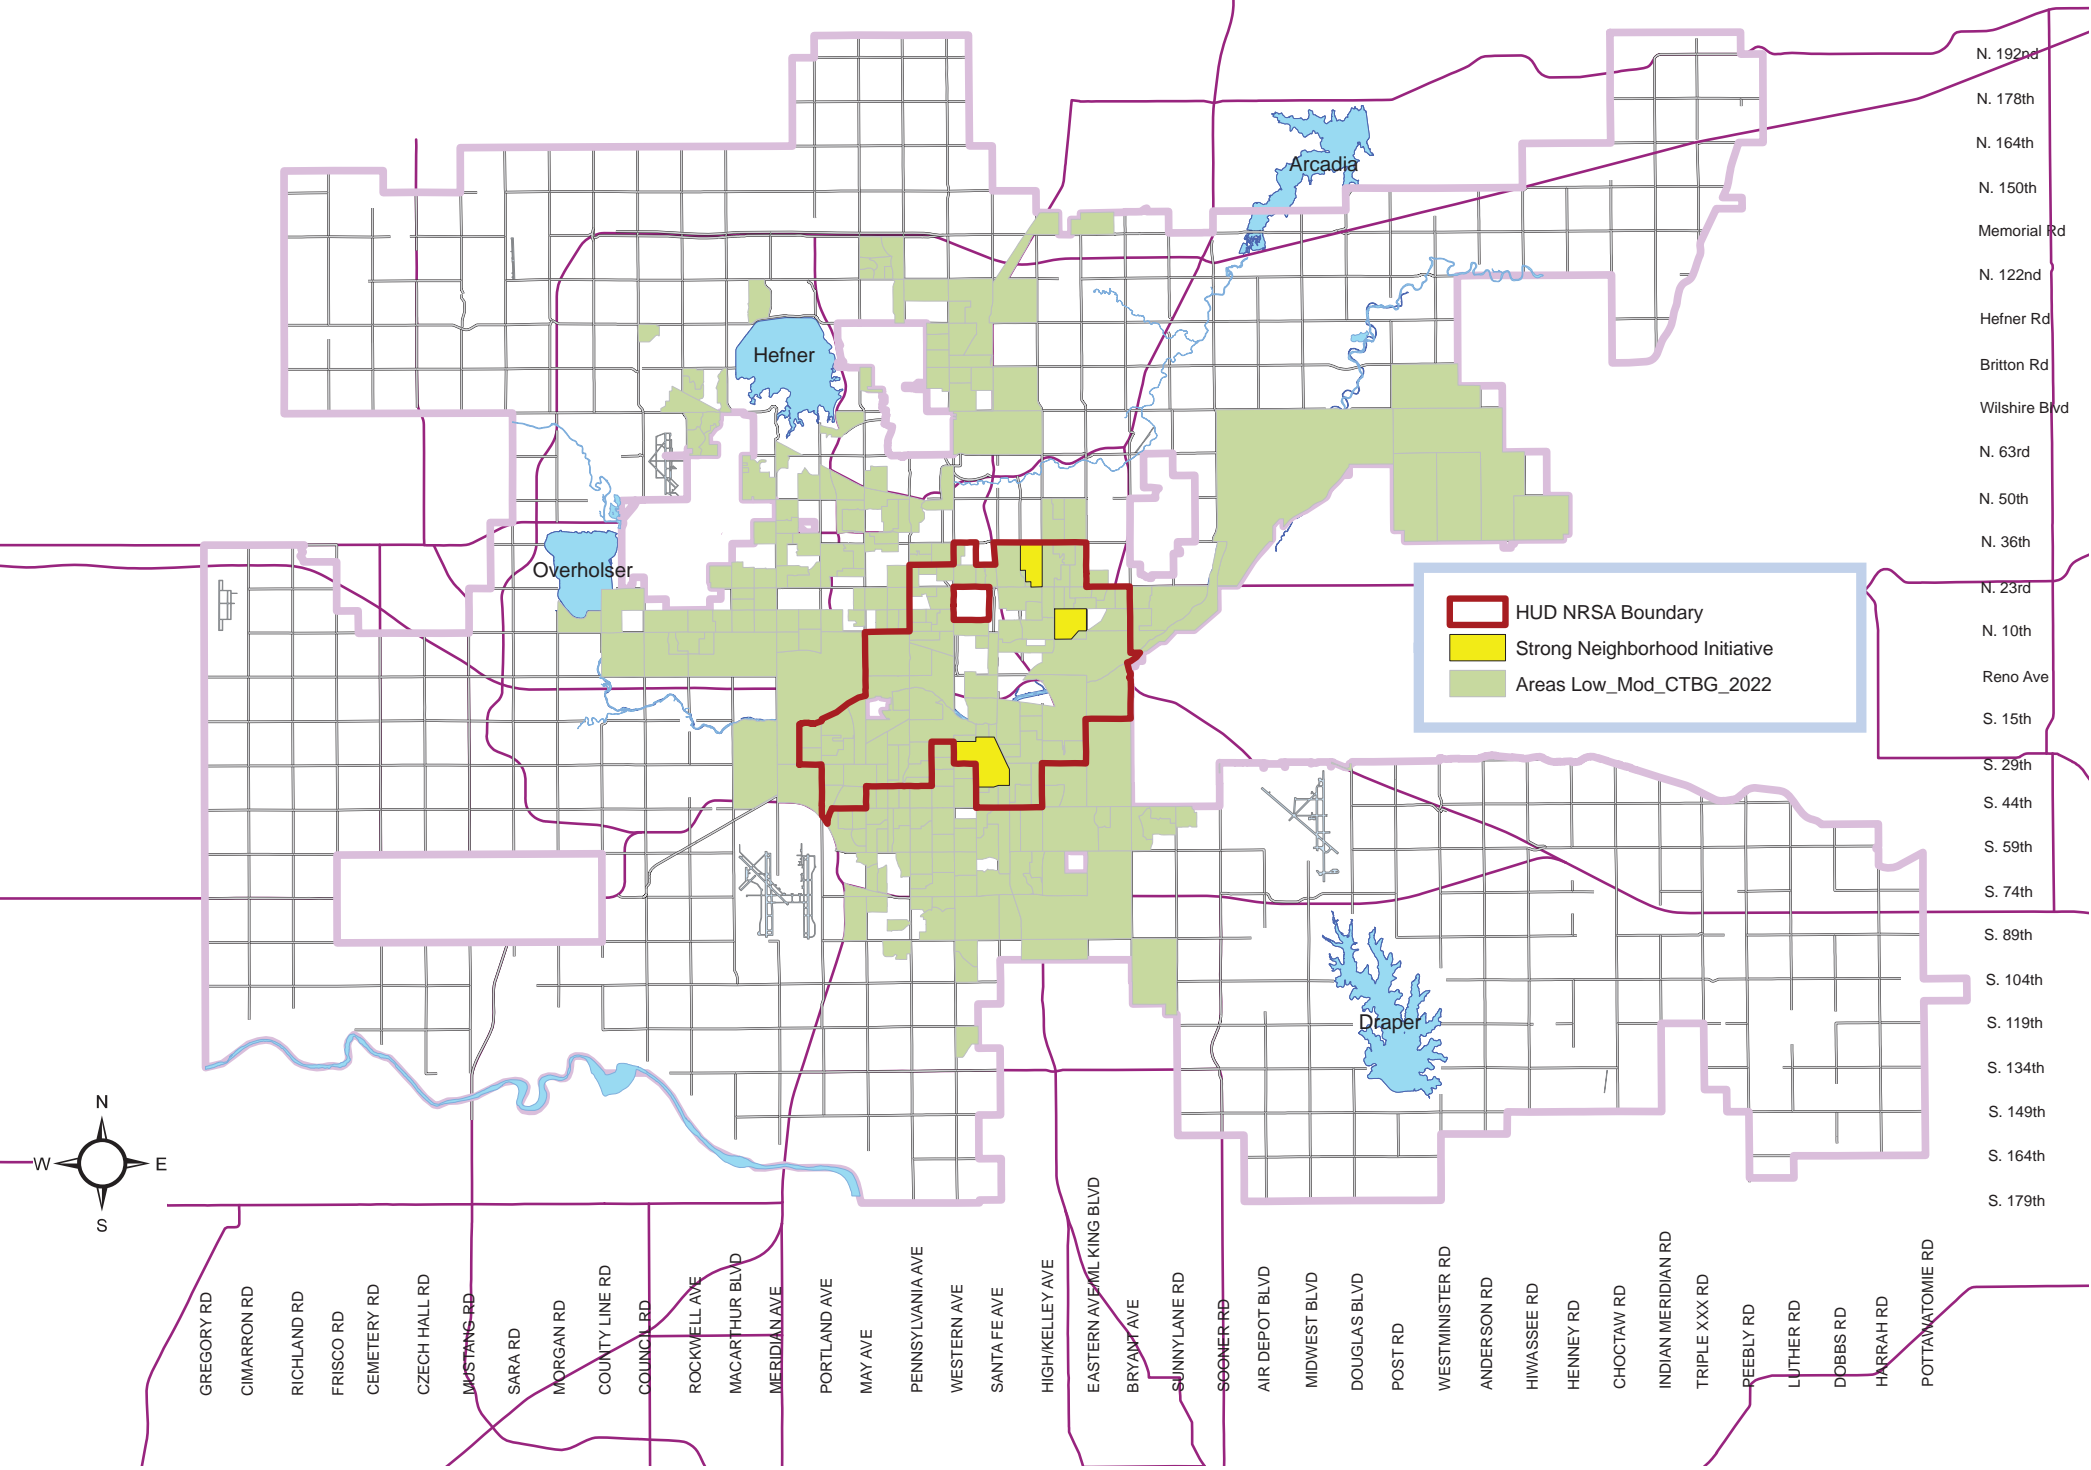 N. 192nd
N. 178th
N. 164th
N. 150th
Memorial Rd
N. 122nd
Hefner Rd
Britton Rd
Wilshire Blvd
N. 63rd
N. 50th
N. 36th
N. 23rd
N. 10th
Reno Ave
S. 15th
S. 29th
S. 44th
S. 59th
S. 74th
S. 89th
S. 104th
S. 119th
S. 134th
S. 149th
S. 164th
S. 179th
Arcadia
Hefner
Overholser
Draper
HUD NRSA Boundary
Strong Neighborhood Initiative
Areas Low_Mod_CTBG_2022
N
W
E
S
GREGORY RD
CIMARRON RD
RICHLAND RD
FRISCO RD
CEMETERY RD
CZECH HALL RD
MUSTANG RD
SARA RD
MORGAN RD
COUNTY LINE RD
COUNCIL RD
ROCKWELL AVE
MACARTHUR BLVD
MERIDIAN AVE
PORTLAND AVE
MAY AVE
PENNSYLVANIA AVE
WESTERN AVE
SANTA FE AVE
HIGH/KELLEY AVE
EASTERN AVE/ML KING BLVD
BRYANT AVE
SUNNYLANE RD
SOONER RD
AIR DEPOT BLVD
MIDWEST BLVD
DOUGLAS BLVD
POST RD
WESTMINISTER RD
ANDERSON RD
HIWASSEE RD
HENNEY RD
CHOCTAW RD
INDIAN MERIDIAN RD
TRIPLE XXX RD
PEEBLY RD
LUTHER RD
DOBBS RD
HARRAH RD
POTTAWATOMIE RD